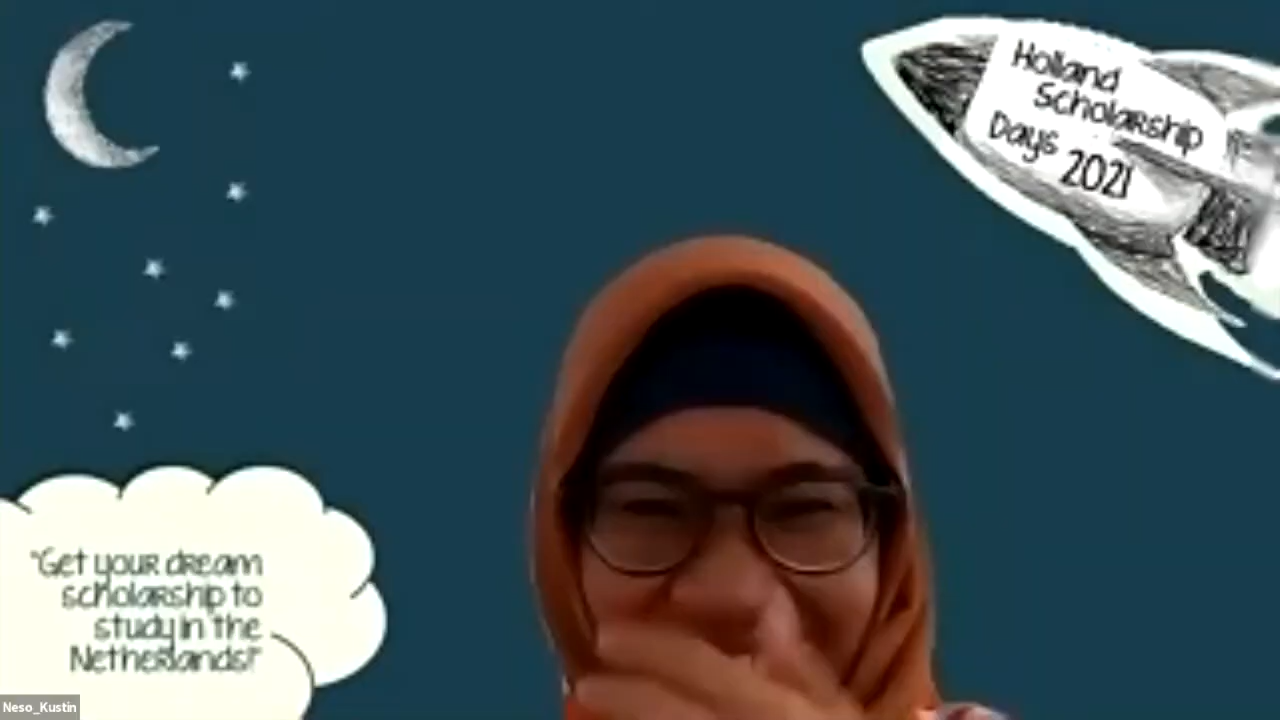 Holland
Scholarship
Days 2021
"Get your dream
scholarship to
study in the
Netherlands!"
Neso_Kustin